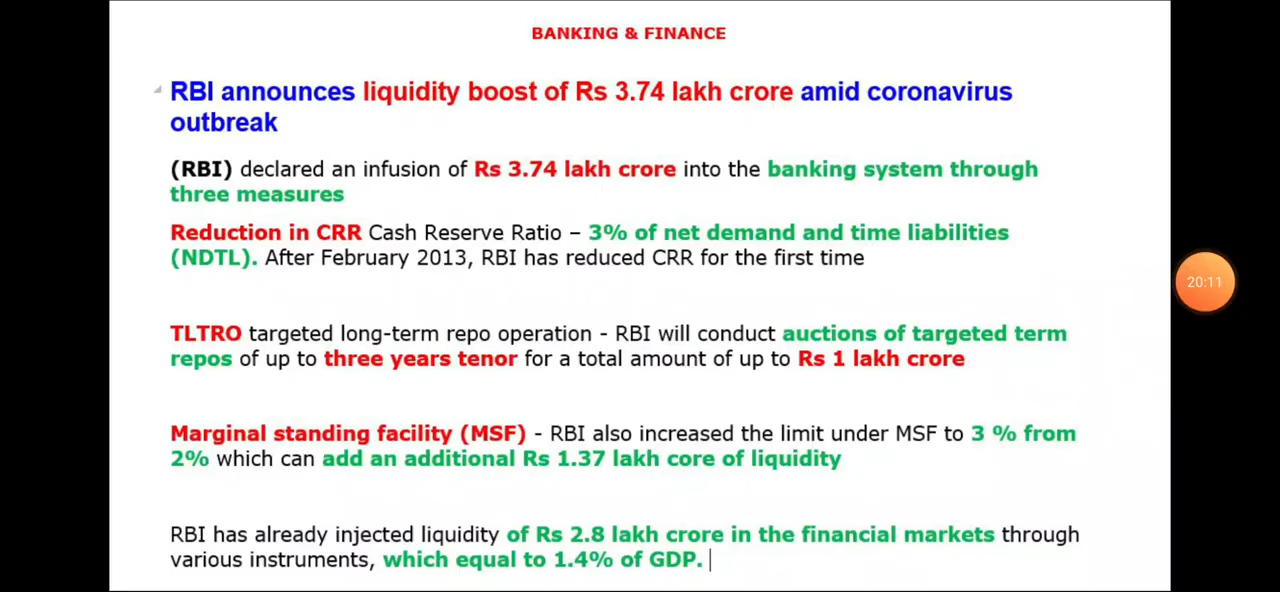 BANKING & FINANCE
RBI announces liquidity boost of Rs 3.74 lakh crore amid coronavirus
outbreak
(RBI) declared an infusion of Rs 3.74 lakh crore into the banking system through
three measures
Reduction in CRR Cash Reserve Ratio – 3% of net demand and time liabilities
(NDTL). After February 2013, RBI has reduced CRR for the first time
20:11
TLTRO targeted long-term repo operation - RBI will conduct auctions of targeted term
repos of up to three years tenor for a total amount of up to Rs 1 lakh crore
Marginal standing facility (MSF) - RBI also increased the limit under MSF to 3 % from
2% which can add an additional Rs 1.37 lakh core of liquidity
RBI has already injected liquidity of Rs 2.8 lakh crore in the financial markets through
various instruments, which equal to 1.4% of GDP.